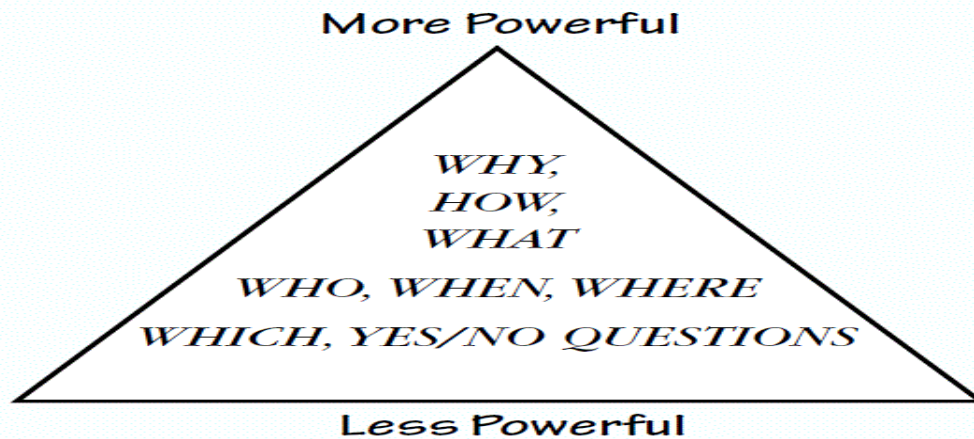 More Powerful
WHY,
HOW,
WHAT
WHO, WHEN, WHERE
WHICH, YES/NO QUESTIONS
Less Powerful